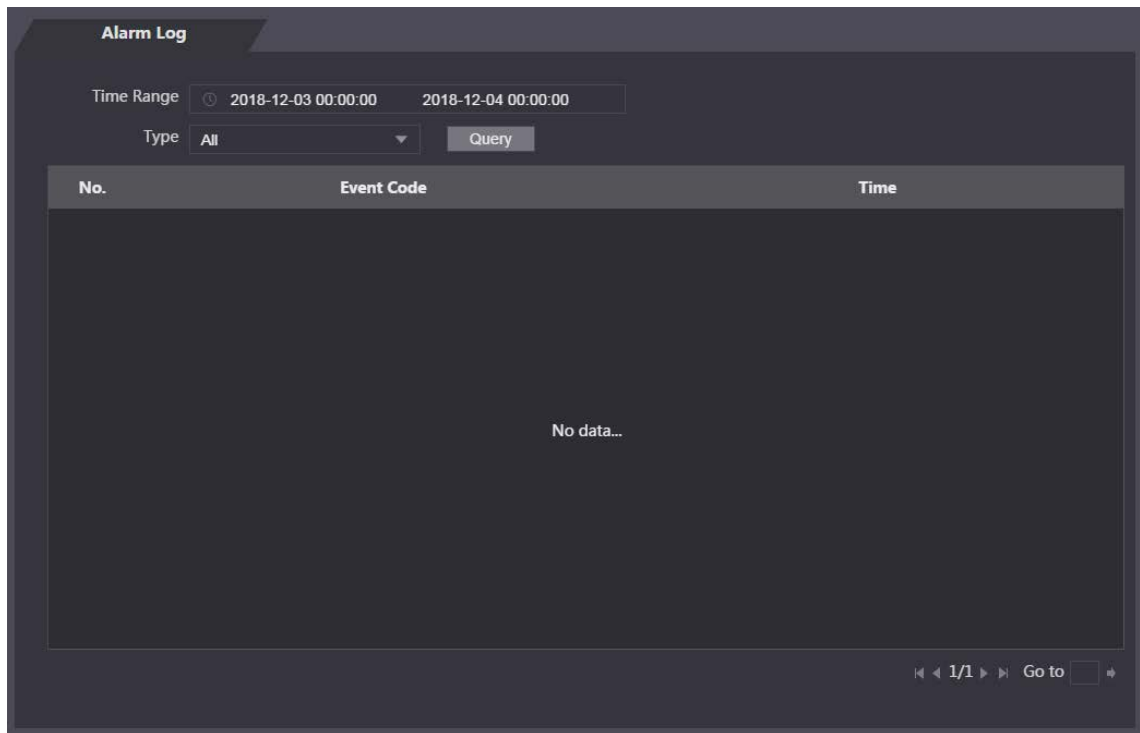 Alarm Log
Time Range 2018-12-03 00:00:00 2018-12-04 00:00:00
Type All Query
No. Event Code Time
No data...
1/1 Go to